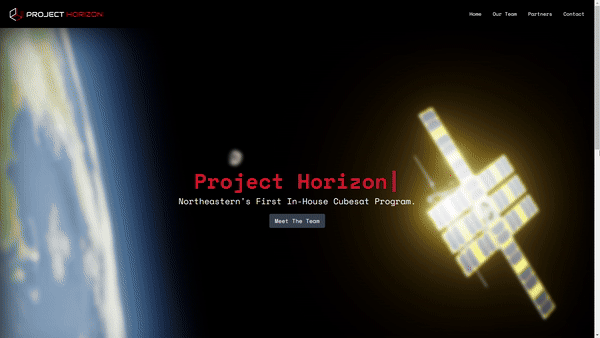 PROJECT HORIZON
Home Our Team Partners Contact
Project Horizon|
Northeastern's First In-House Cubesat Program.
Meet The Team